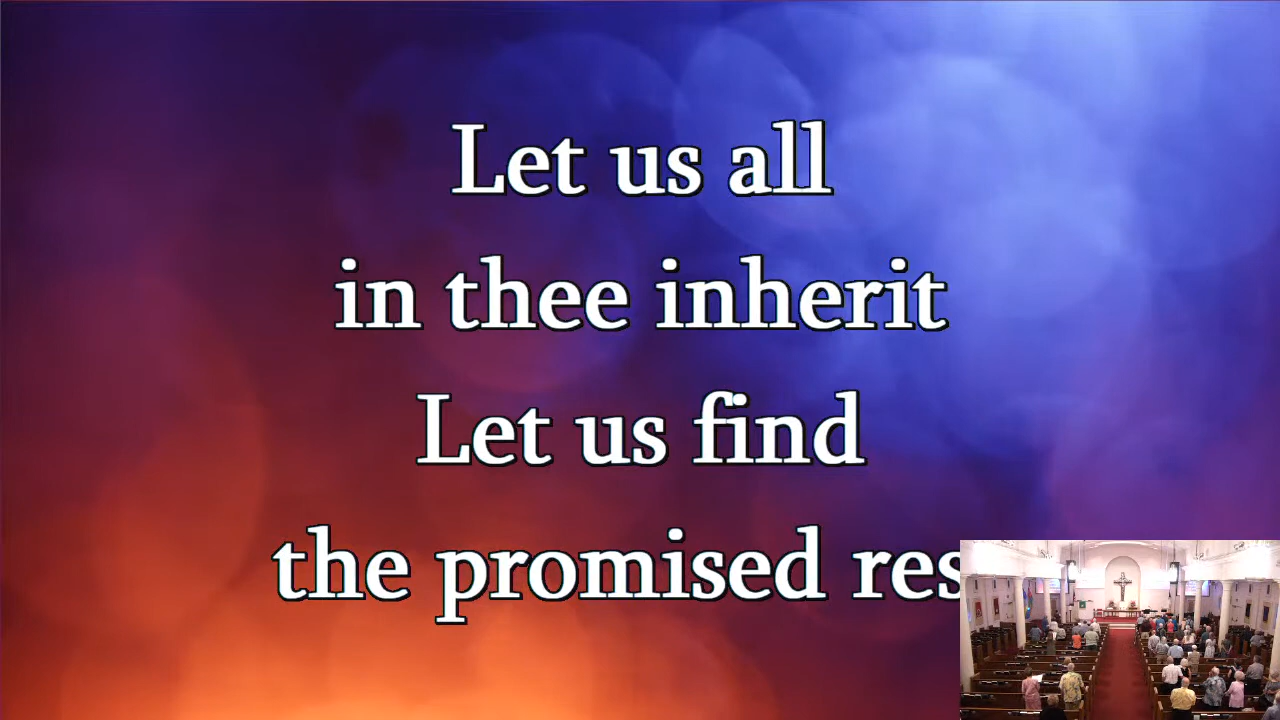 Let us all
in thee inherit
Let us find
the promised res